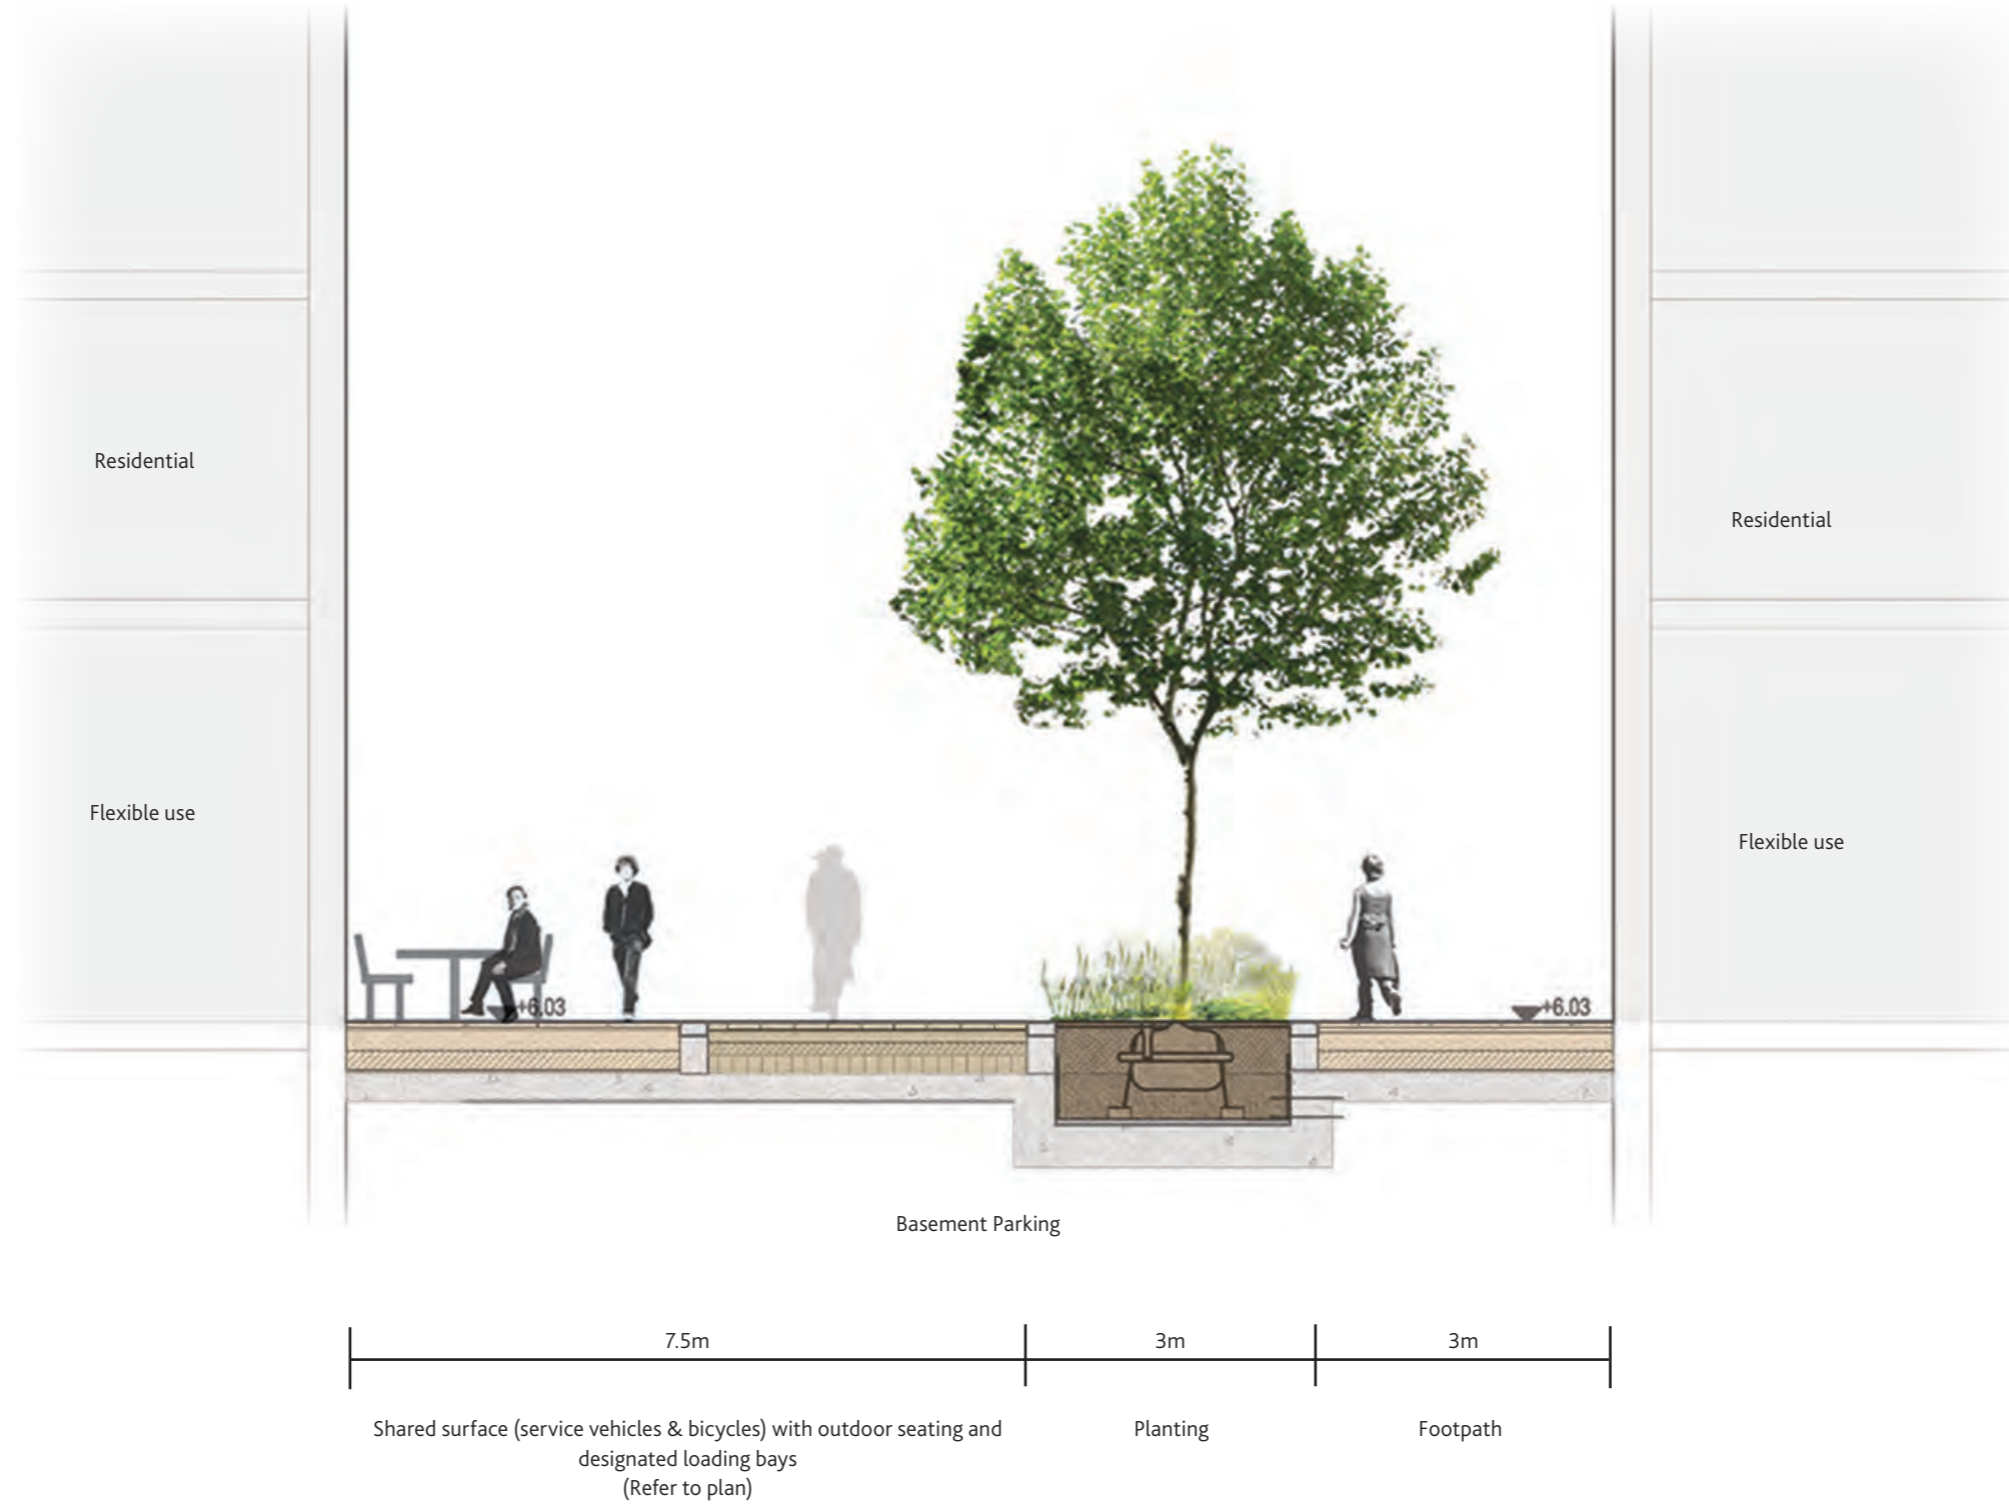 Residential
Residential
Flexible use
Flexible use
+6.03
+6.03
Basement Parking
7.5m
3m
3m
Shared surface (service vehicles & bicycles) with outdoor seating and
designated loading bays
(Refer to plan)
Planting
Footpath